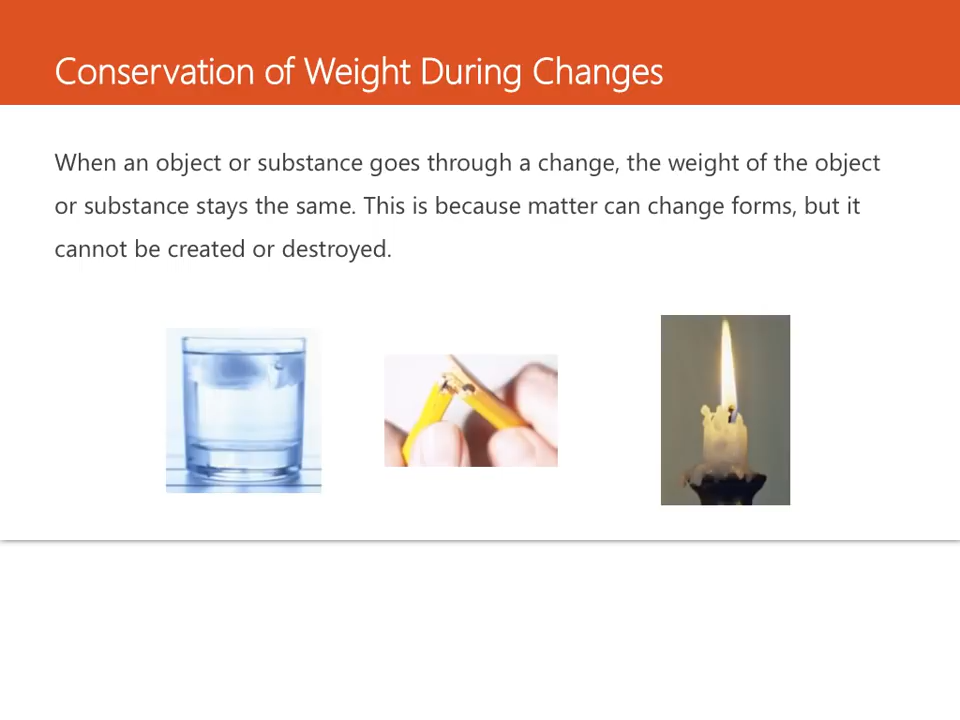 Conservation of Weight During Changes
When an object or substance goes through a change, the weight of the object
or substance stays the same. This is because matter can change forms, but it
cannot be created or destroyed.